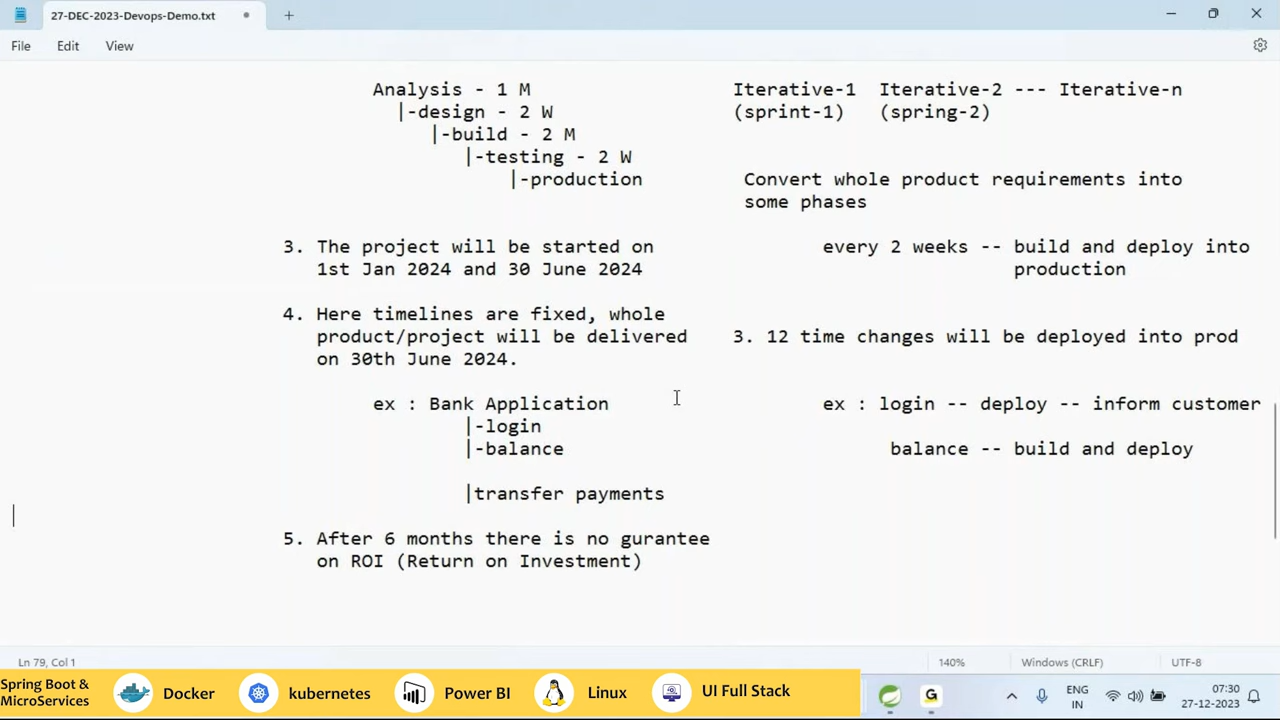 27-DEC-2023-Devops-Demo.txt
File Edit View
Analysis - 1 M
|-design - 2 W
|-build - 2 M
|-testing - 2 W
|-production
3. The project will be started on
1st Jan 2024 and 30 June 2024
4. Here timelines are fixed, whole
product/project will be delivered
on 30th June 2024.
ex : Bank Application
|-login
|-balance
|transfer payments
5. After 6 months there is no gurantee
on ROI (Return on Investment)
Iterative-1 Iterative-2 --- Iterative-n
(sprint-1) (spring-2)
Convert whole product requirements into
some phases
every 2 weeks -- build and deploy into
production
3. 12 time changes will be deployed into prod
ex : login -- deploy -- inform customer
balance -- build and deploy
Ln 79, Col 1 140% Windows (CRLF) UTF-8
Spring Boot &
MicroServices
Docker
kubernetes
Power BI
Linux
UI Full Stack
G
ENG
IN
07:30
27-12-2023